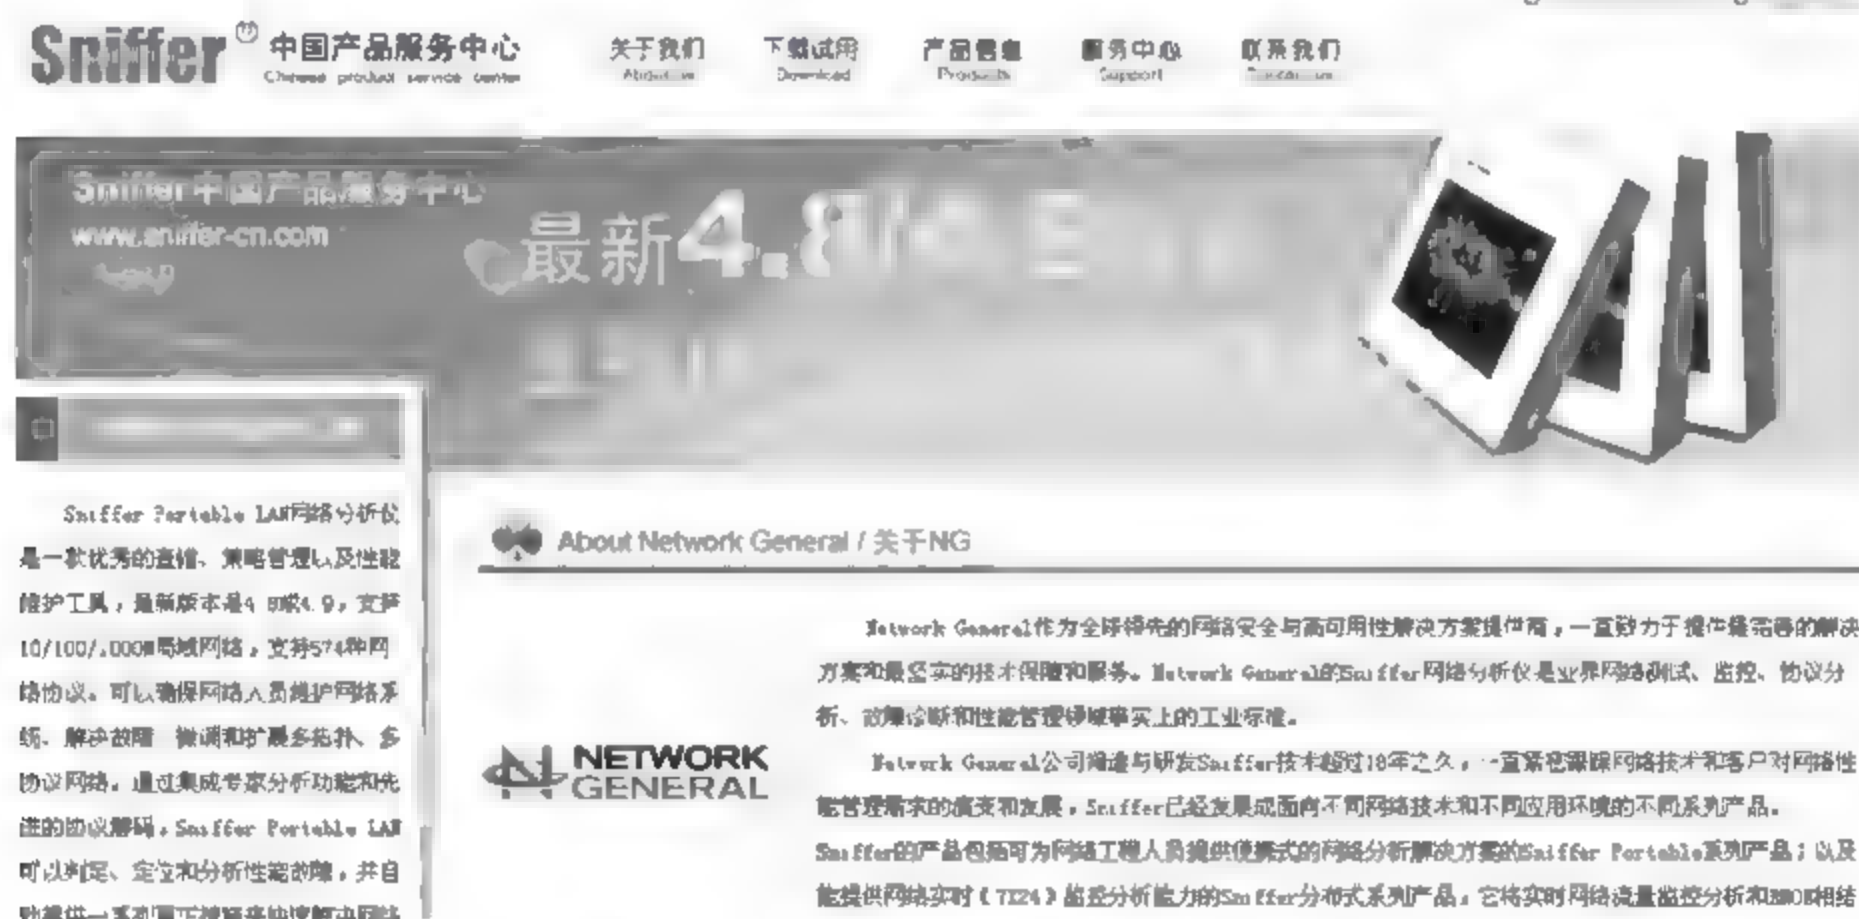 Sniffer 中国产品服务中心
Chinese product service center
关于我们 下载试用 产品信息 服务中心 联系我们
About us Download Products Support
Sniffer中国产品服务中心
www.sniffer-cn.com
最新4.8
Sniffer Portable LAN网络分析仪
是一款优秀的查错、策略管理以及性能
维护工具，最新版本是4.8或4.9，支持
10/100/1000M局域网络，支持574种网
络协议。可以确保网络人员维护网络系
统、解决故障 微调和扩展多拓扑、多
协议网络。通过集成专家分析功能和先
进的协议解码，Sniffer Portable LAN
可以判定、定位和分析性能故障，并自
About Network General / 关于NG
NETWORK
GENERAL
Network General作为全球领先的网络安全与高可用性解决方案提供商，一直致力于提供最完善的解决
方案和最坚实的技术保障和服务。Network General的Sniffer网络分析仪是业界网络测试、监控、协议分
析、故障诊断和性能管理领域事实上的工业标准。
Network General公司缔造与研发Sniffer技术超过18年之久，一直紧密跟踪网络技术和客户对网络性
能管理需求的演变和发展，Sniffer已经发展成面向不同网络技术和不同应用环境的不同系列产品。
Sniffer的产品包括可为网络工程人员提供便携式的网络分析解决方案的Sniffer Portable系列产品；以及
能提供网络实时（7X24）监控分析能力的Sniffer分布式系列产品，它将实时网络流量监控分析和RMON相结